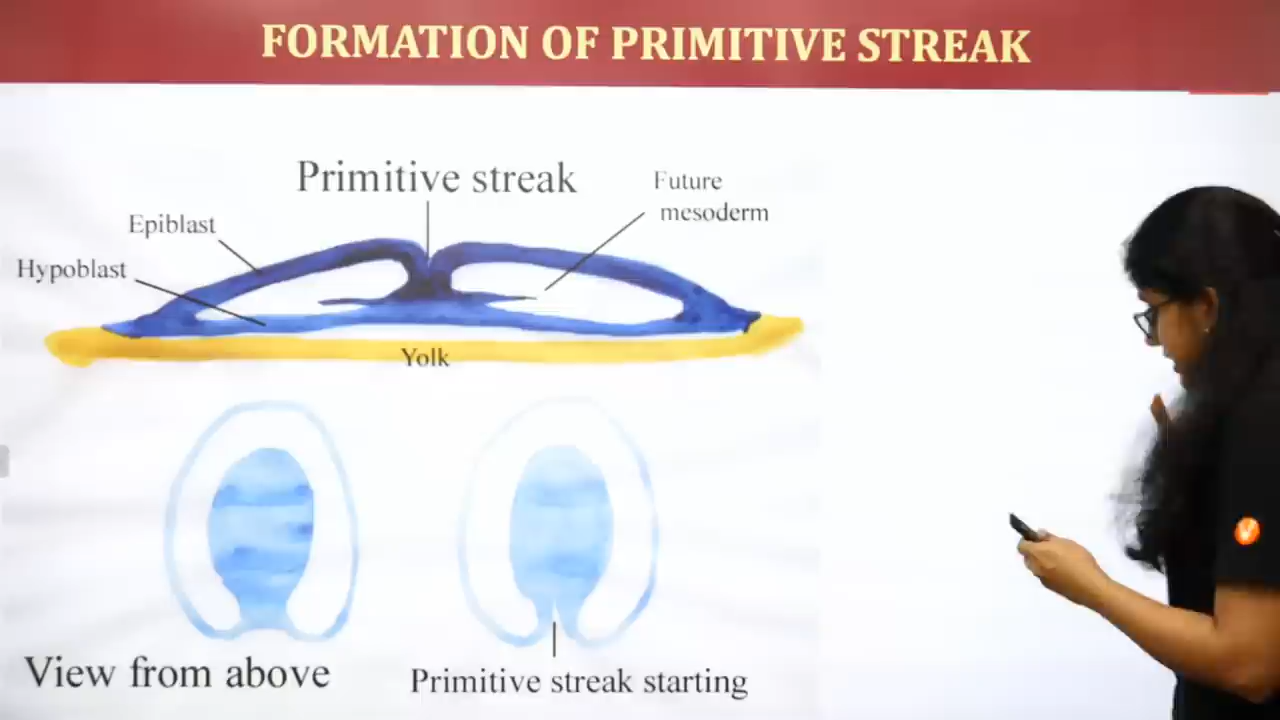 FORMATION OF PRIMITIVE STREAK
Primitive streak
Future
mesoderm
Epiblast
Hypoblast
Yolk
View from above
Primitive streak starting